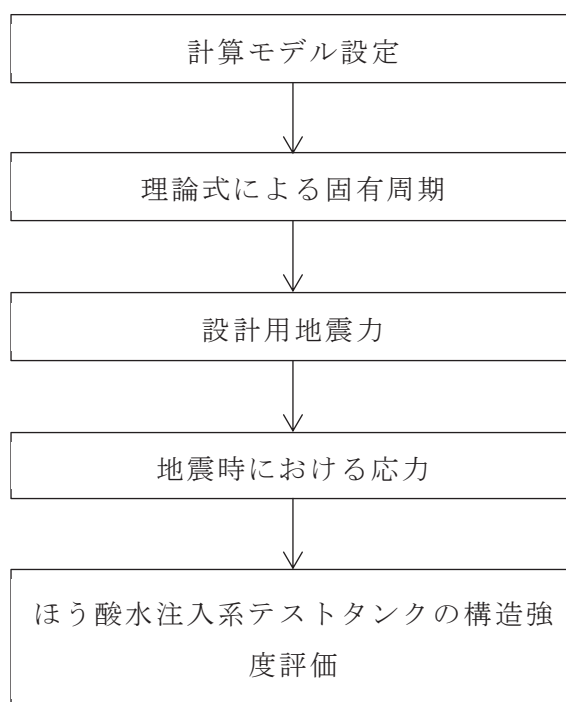 計算モデル設定
理論式による固有周期
設計用地震力
地震時における応力
ほう酸水注入系テストタンクの構造強
度評価